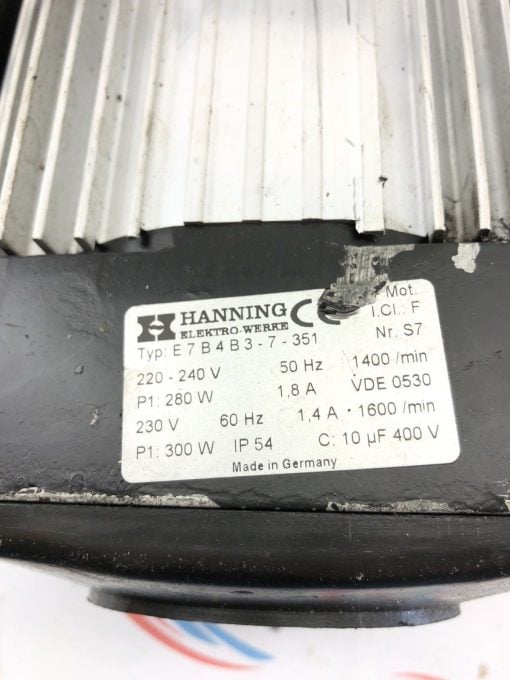 HANNING CE Mot.
ELEKTRO-WERKE I.Cl.: F
Typ: E 7 B 4 B 3 - 7 - 351 Nr. S7
220 - 240 V 50 Hz 1400 /min
P1: 280 W 1,8 A VDE 0530
230 V 60 Hz 1,4 A • 1600 /min
P1: 300 W IP 54 C: 10 µF 400 V
Made in Germany